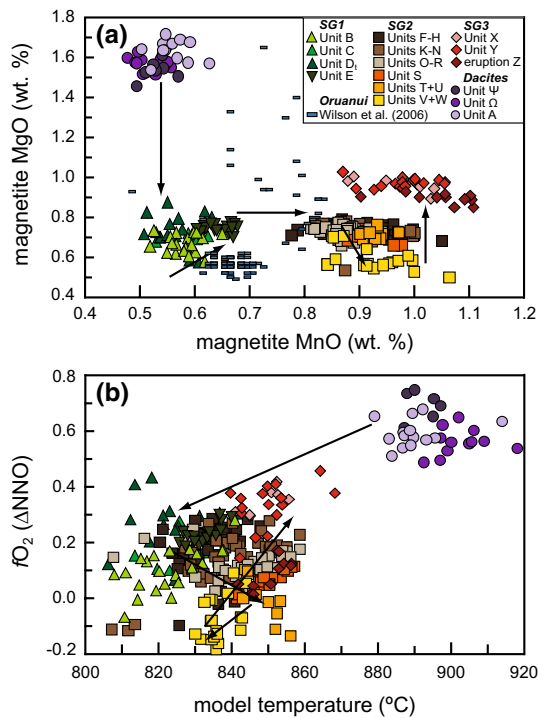 (a)
magnetite MgO (wt. %)
1.8
1.6
1.4
1.2
1.0
0.8
0.6
0.4
SG1
Unit B
Unit C
Unit Dt
Unit E
SG2
Units F-H
Units K-N
Units O-R
Unit S
Units T+U
Units V+W
SG3
Unit X
Unit Y
eruption Z
Dacites
Unit Ψ
Unit Ω
Unit A
Oruanui
Wilson et al. (2006)
0.4 0.5 0.6 0.7 0.8 0.9 1.0 1.1 1.2
magnetite MnO (wt. %)
(b)
fO2 (ΔNNO)
0.8
0.6
0.4
0.2
0.0
-0.2
800 820 840 860 880 900 920
model temperature (ºC)